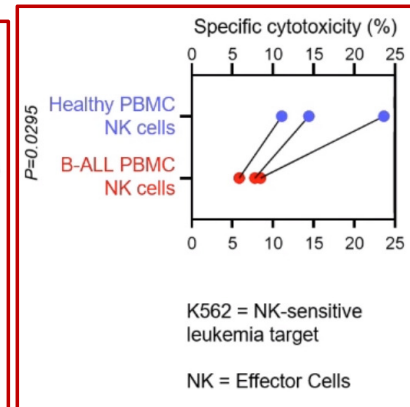 Specific cytotoxicity (%)
0 5 10 15 20 25
Healthy PBMC
NK cells
P=0.0295
B-ALL PBMC
NK cells
0 5 10 15 20 25
K562 = NK-sensitive
leukemia target
NK = Effector Cells